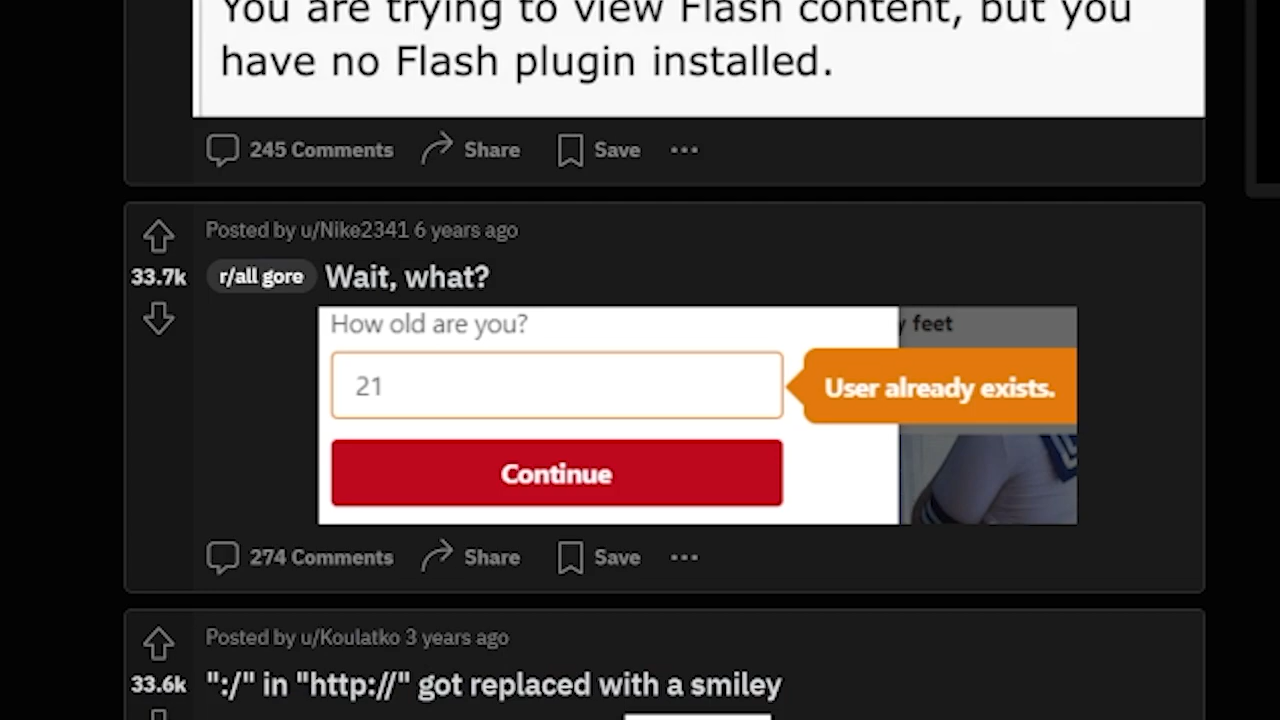 You are trying to view Flash content, but you
have no Flash plugin installed.
245 Comments Share Save
Posted by u/Nike2341 6 years ago
33.7k r/all gore Wait, what?
How old are you?
y feet
21
User already exists.
Continue
274 Comments Share Save
Posted by u/Koulatko 3 years ago
33.6k ":/" in "http://" got replaced with a smiley